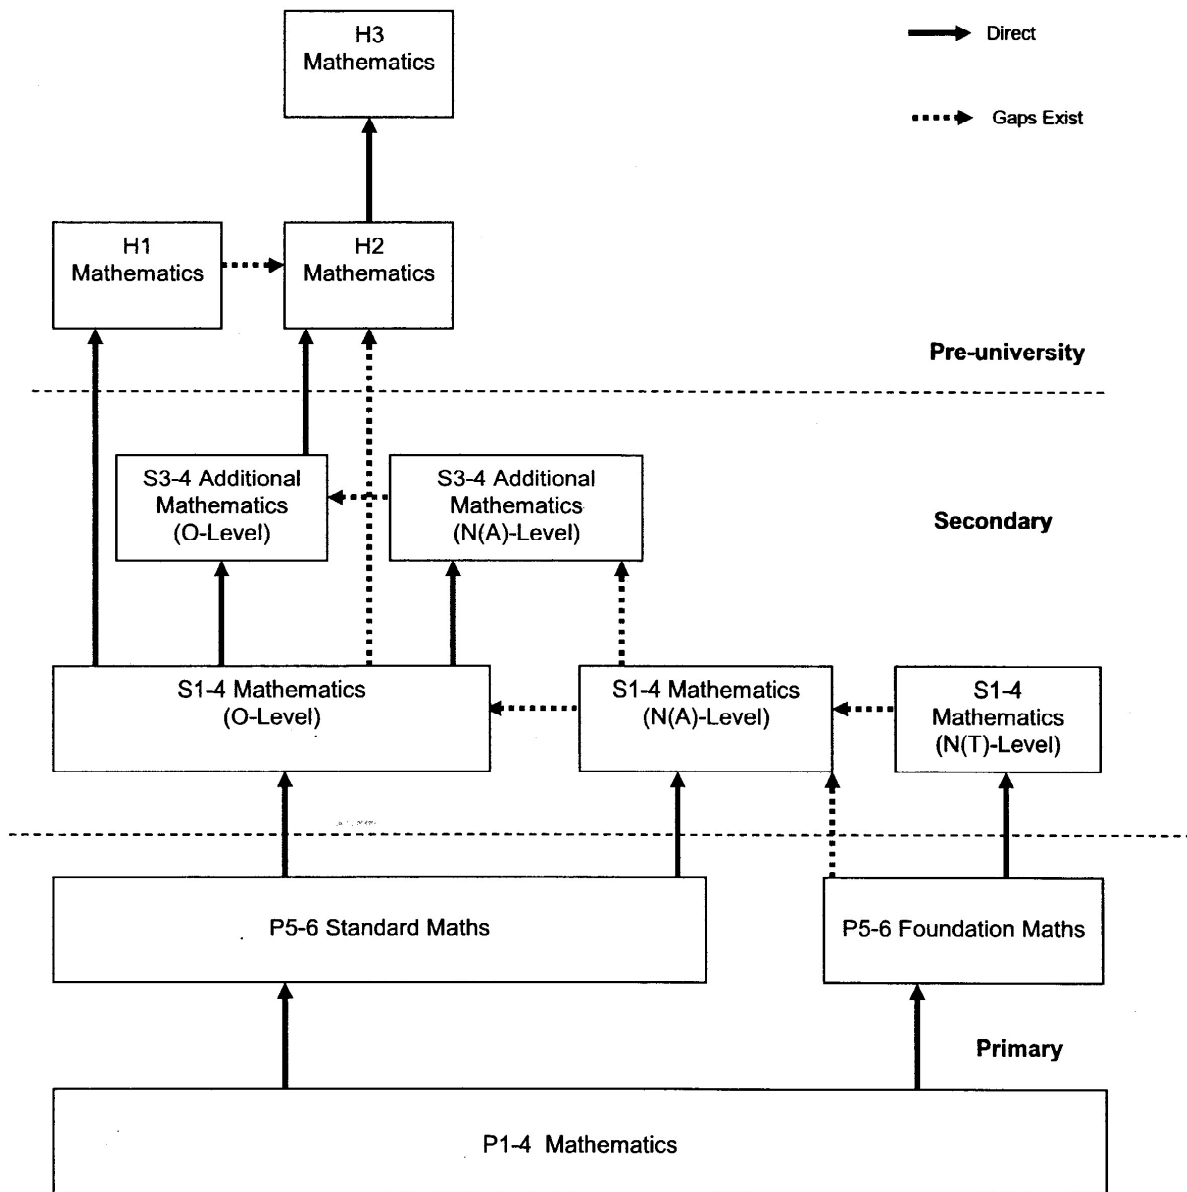 H3
Mathematics
Direct
Gaps Exist
H1
Mathematics
H2
Mathematics
Pre-university
S3-4 Additional
Mathematics
(O-Level)
S3-4 Additional
Mathematics
(N(A)-Level)
Secondary
S1-4 Mathematics
(O-Level)
S1-4 Mathematics
(N(A)-Level)
S1-4
Mathematics
(N(T)-Level)
P5-6 Standard Maths
P5-6 Foundation Maths
Primary
P1-4 Mathematics